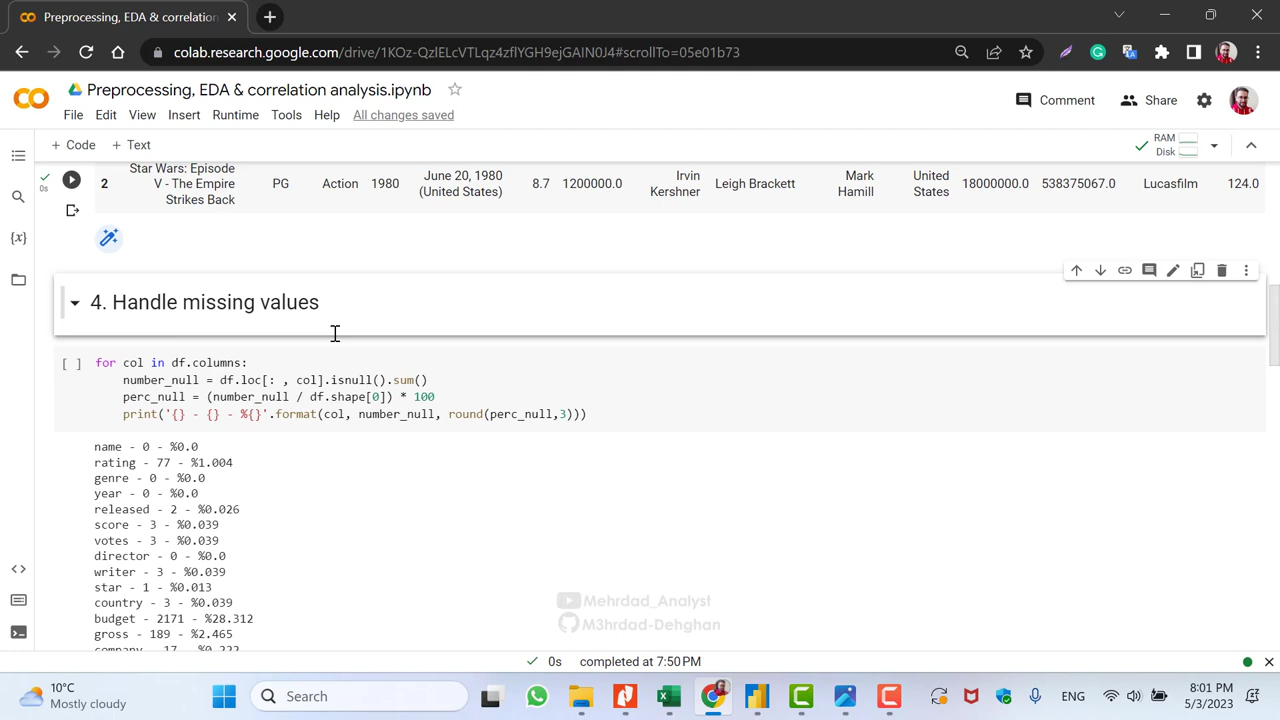 Preprocessing, EDA & correlation
colab.research.google.com/drive/1KOz-QzlELcVTLqz4zflYGH9ejGAIN0J4#scrollTo=05e01b73
Preprocessing, EDA & correlation analysis.ipynb
Comment
Share
File Edit View Insert Runtime Tools Help All changes saved
+ Code + Text
RAM
Disk
0s
2 Star Wars: Episode V - The Empire Strikes Back PG Action 1980 June 20, 1980 (United States) 8.7 1200000.0 Irvin Kershner Leigh Brackett Mark Hamill United States 18000000.0 538375067.0 Lucasfilm 124.0
{x}
4. Handle missing values
[ ] for col in df.columns:
number_null = df.loc[: , col].isnull().sum()
perc_null = (number_null / df.shape[0]) * 100
print('{} - {} - %{}'.format(col, number_null, round(perc_null,3)))
name - 0 - %0.0
rating - 77 - %1.004
genre - 0 - %0.0
year - 0 - %0.0
released - 2 - %0.026
score - 3 - %0.039
votes - 3 - %0.039
director - 0 - %0.0
writer - 3 - %0.039
star - 1 - %0.013
country - 3 - %0.039
budget - 2171 - %28.312
gross - 189 - %2.465
company - 17 - %0.222
Mehrdad_Analyst
M3hrdad-Dehghan
0s completed at 7:50 PM
10°C
Mostly cloudy
Search
ENG
8:01 PM
5/3/2023